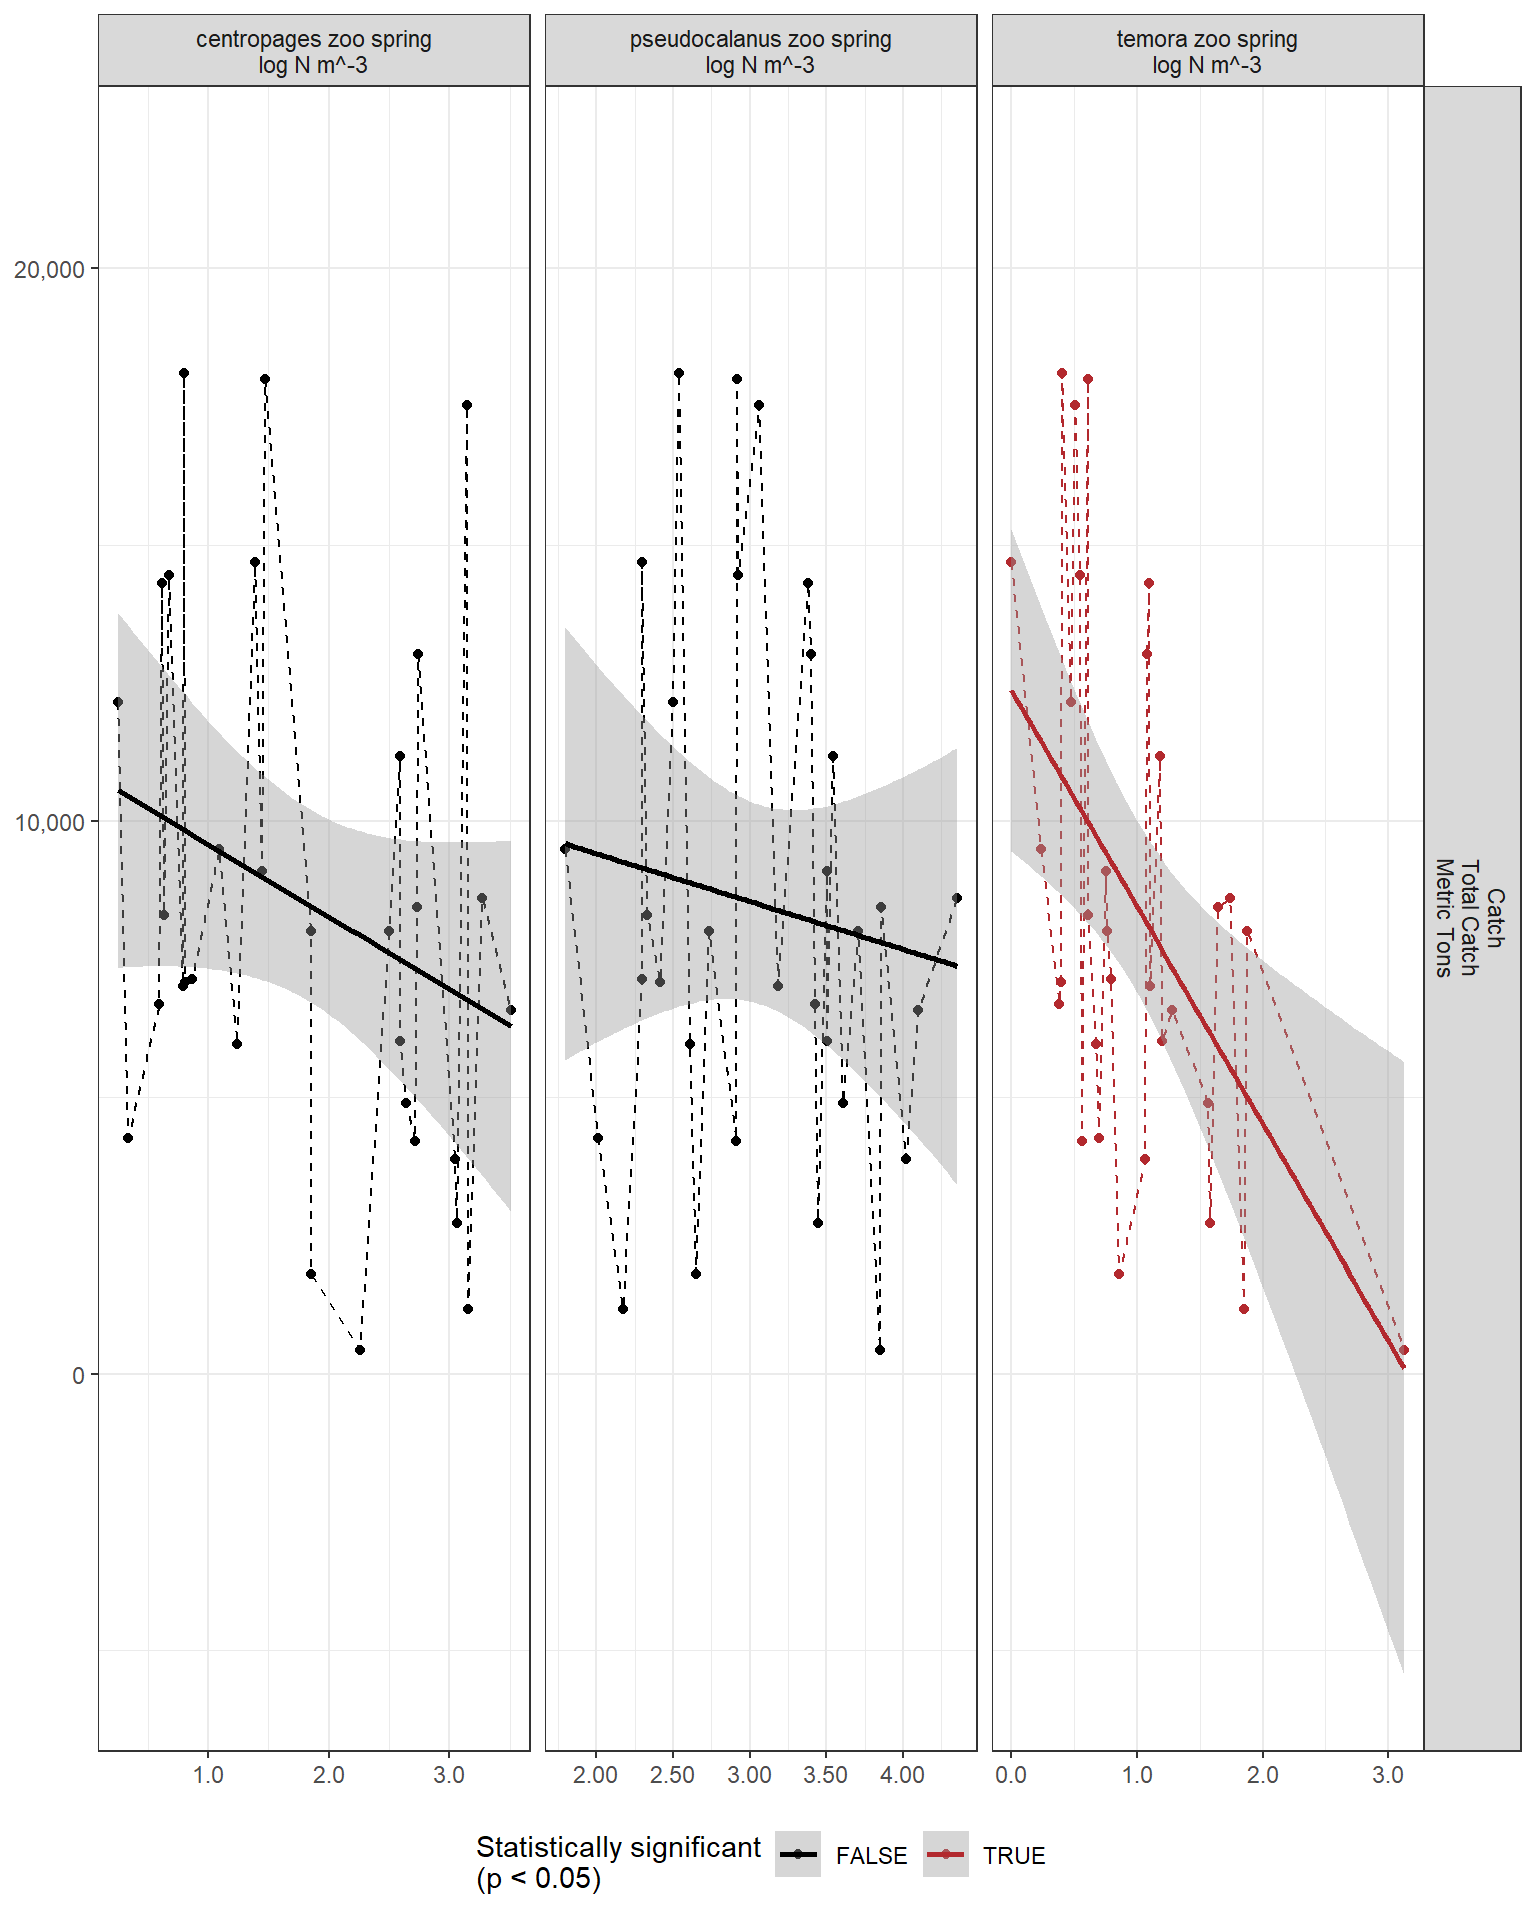 centropages zoo spring
log N m^-3
pseudocalanus zoo spring
log N m^-3
temora zoo spring
log N m^-3
20,000
10,000
0
Catch
Total Catch
Metric Tons
1.0 2.0 3.0
2.00 2.50 3.00 3.50 4.00
0.0 1.0 2.0 3.0
Statistically significant
(p < 0.05)
FALSE
TRUE